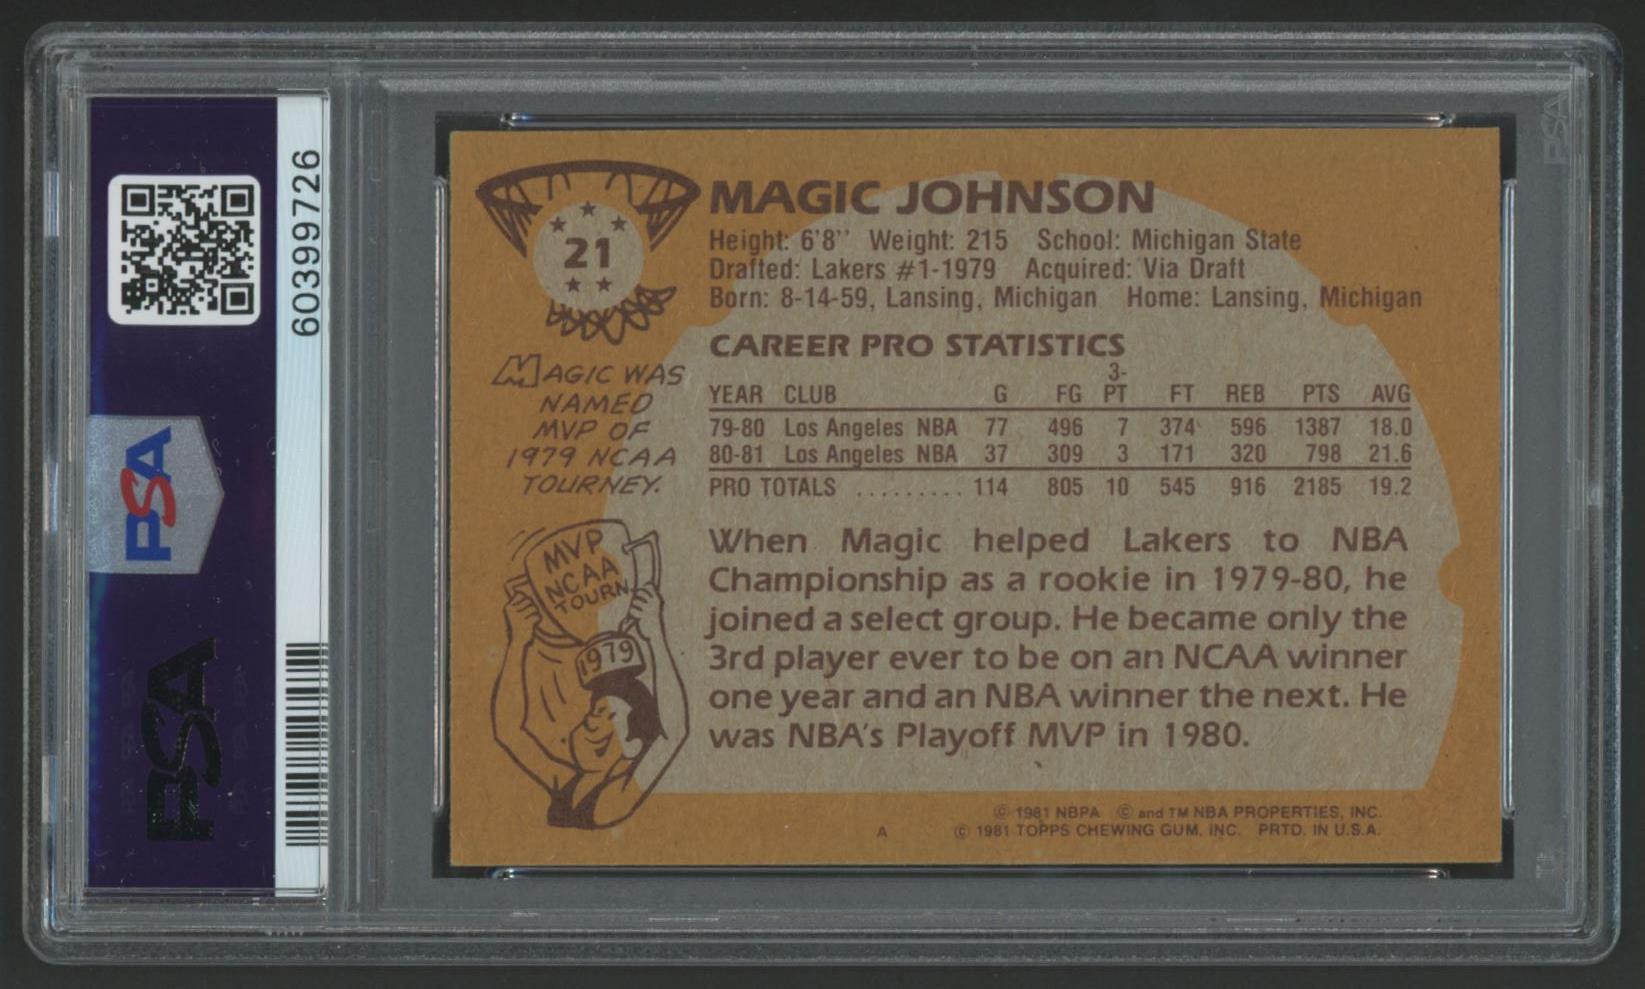 60399726
PSA
PSA
PSA
21
MAGIC JOHNSON
Height: 6'8'' Weight: 215 School: Michigan State
Drafted: Lakers #1-1979 Acquired: Via Draft
Born: 8-14-59, Lansing, Michigan Home: Lansing, Michigan
MAGIC WAS
NAMED
MVP OF
1979 NCAA
TOURNEY.
CAREER PRO STATISTICS
YEAR CLUB G FG 3-PT FT REB PTS AVG
79-80 Los Angeles NBA 77 496 7 374 596 1387 18.0
80-81 Los Angeles NBA 37 309 3 171 320 798 21.6
PRO TOTALS ......... 114 805 10 545 916 2185 19.2
MVP
NCAA
TOURN.
1979
When Magic helped Lakers to NBA
Championship as a rookie in 1979-80, he
joined a select group. He became only the
3rd player ever to be on an NCAA winner
one year and an NBA winner the next. He
was NBA's Playoff MVP in 1980.
© 1981 NBPA © and TM NBA PROPERTIES, INC.
A © 1981 TOPPS CHEWING GUM, INC. PRTD. IN U.S.A.